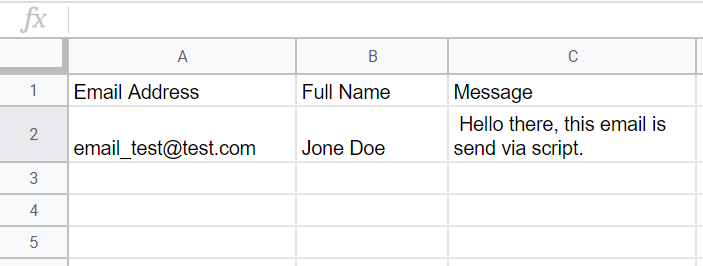 fx
A B C
1 Email Address Full Name Message
Hello there, this email is
2 email_test@test.com Jone Doe send via script.
3
4
5